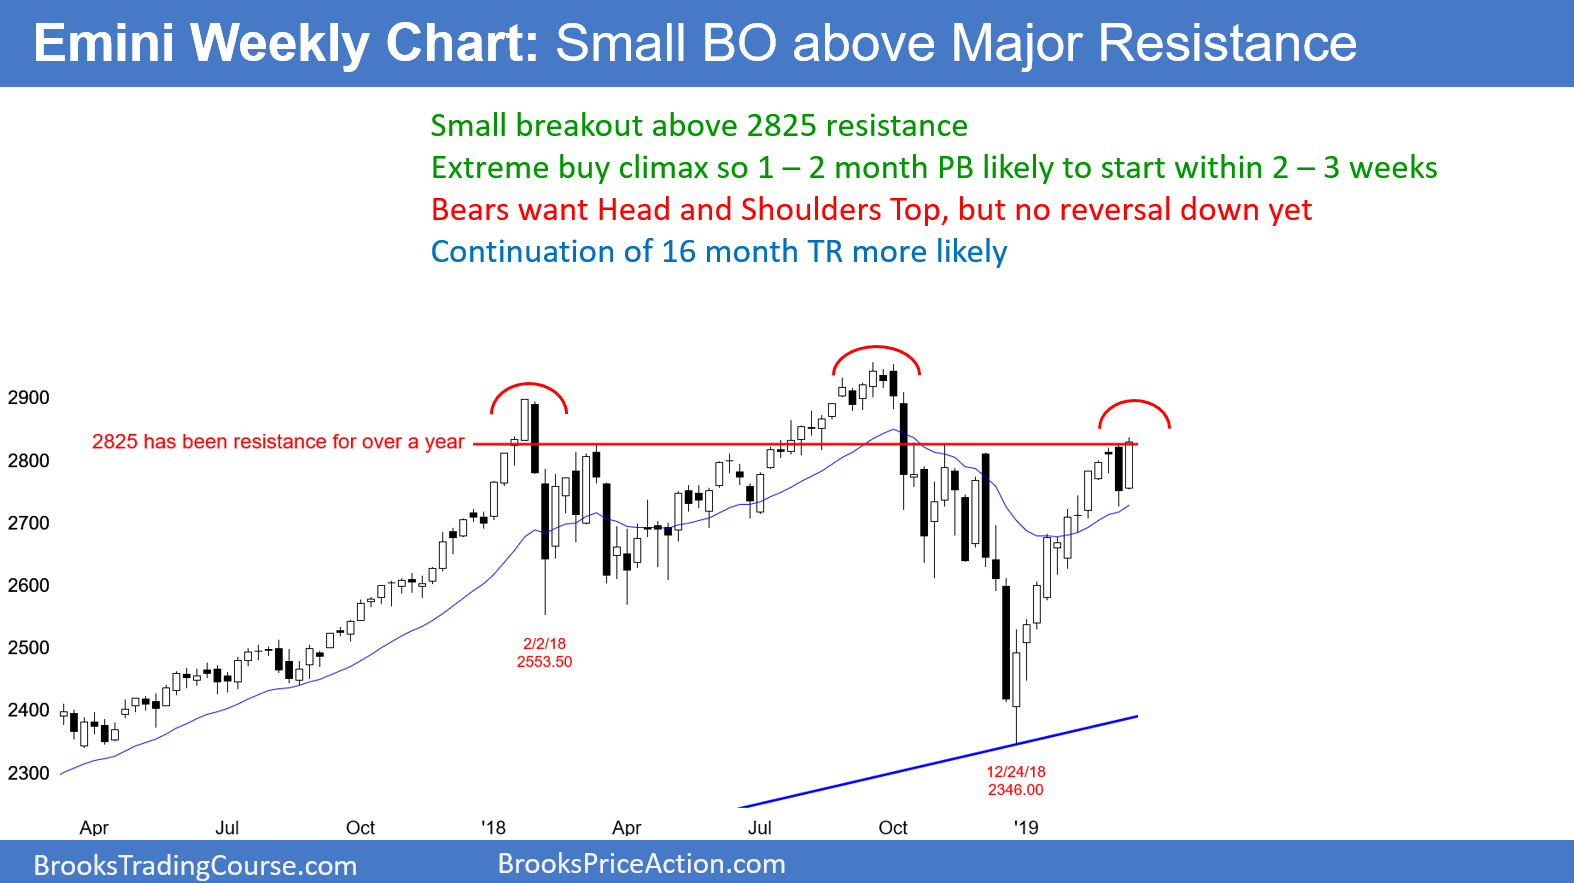 Emini Weekly Chart: Small BO above Major Resistance
Small breakout above 2825 resistance
Extreme buy climax so 1 – 2 month PB likely to start within 2 – 3 weeks
Bears want Head and Shoulders Top, but no reversal down yet
Continuation of 16 month TR more likely
2900
2825 has been resistance for over a year
2800
2700
2600
2500
2400
2300
2/2/18
2553.50
12/24/18
2346.00
Apr Jul Oct '18 Apr Jul Oct '19
BrooksTradingCourse.com BrooksPriceAction.com